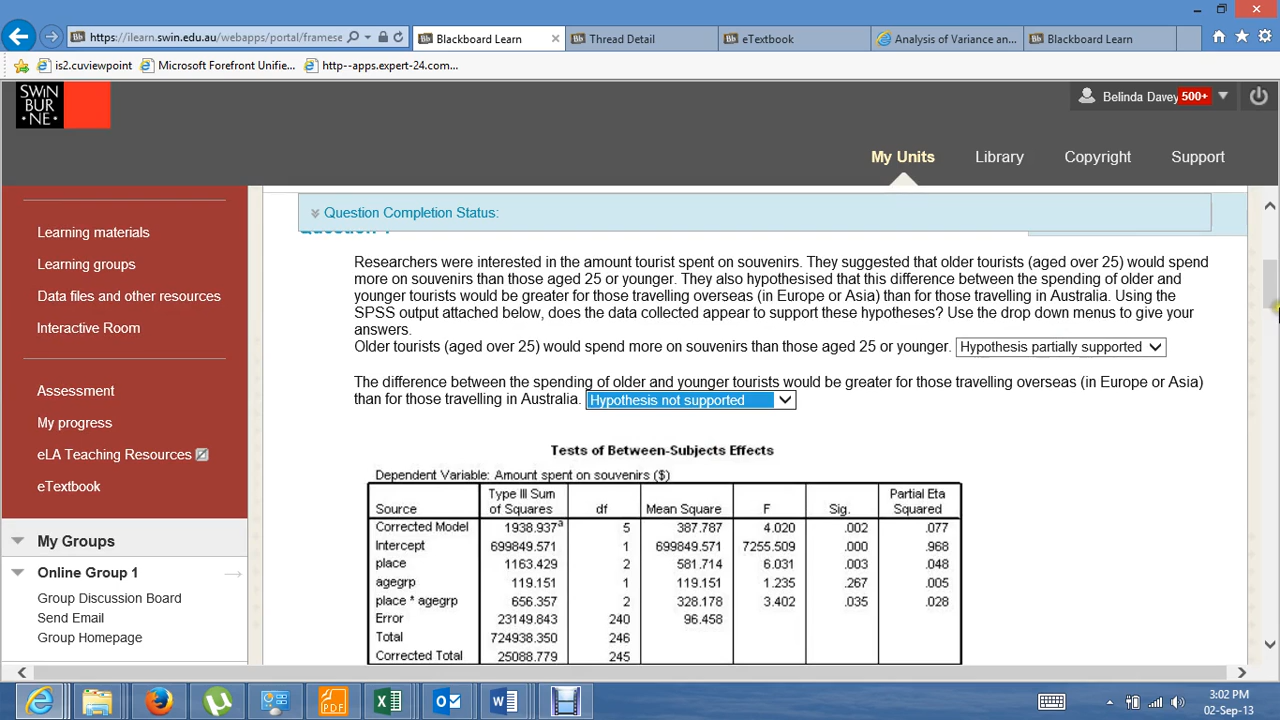 https://ilearn.swin.edu.au/webapps/portal/framese
Blackboard Learn
Thread Detail
eTextbook
Analysis of Variance an...
Blackboard Learn
is2.cuviewpoint
Microsoft Forefront Unifie...
http--apps.expert-24.com...
SWIN
BUR
• NE •
Belinda Davey 500+
My Units
Library
Copyright
Support
Learning materials
Learning groups
Data files and other resources
Interactive Room
Assessment
My progress
eLA Teaching Resources
eTextbook
My Groups
Online Group 1
Group Discussion Board
Send Email
Group Homepage
Question Completion Status:
Researchers were interested in the amount tourist spent on souvenirs. They suggested that older tourists (aged over 25) would spend
more on souvenirs than those aged 25 or younger. They also hypothesised that this difference between the spending of older and
younger tourists would be greater for those travelling overseas (in Europe or Asia) than for those travelling in Australia. Using the
SPSS output attached below, does the data collected appear to support these hypotheses? Use the drop down menus to give your
answers.
Older tourists (aged over 25) would spend more on souvenirs than those aged 25 or younger. Hypothesis partially supported
The difference between the spending of older and younger tourists would be greater for those travelling overseas (in Europe or Asia)
than for those travelling in Australia. Hypothesis not supported
Tests of Between-Subjects Effects
Dependent Variable: Amount spent on souvenirs ($)
Source Type III Sum of Squares df Mean Square F Sig. Partial Eta Squared
Corrected Model 1938.937a 5 387.787 4.020 .002 .077
Intercept 699849.571 1 699849.571 7255.509 .000 .968
place 1163.429 2 581.714 6.031 .003 .048
agegrp 119.151 1 119.151 1.235 .267 .005
place * agegrp 656.357 2 328.178 3.402 .035 .028
Error 23149.843 240 96.458
Total 724938.350 246
Corrected Total 25088.779 245
3:02 PM
02-Sep-13